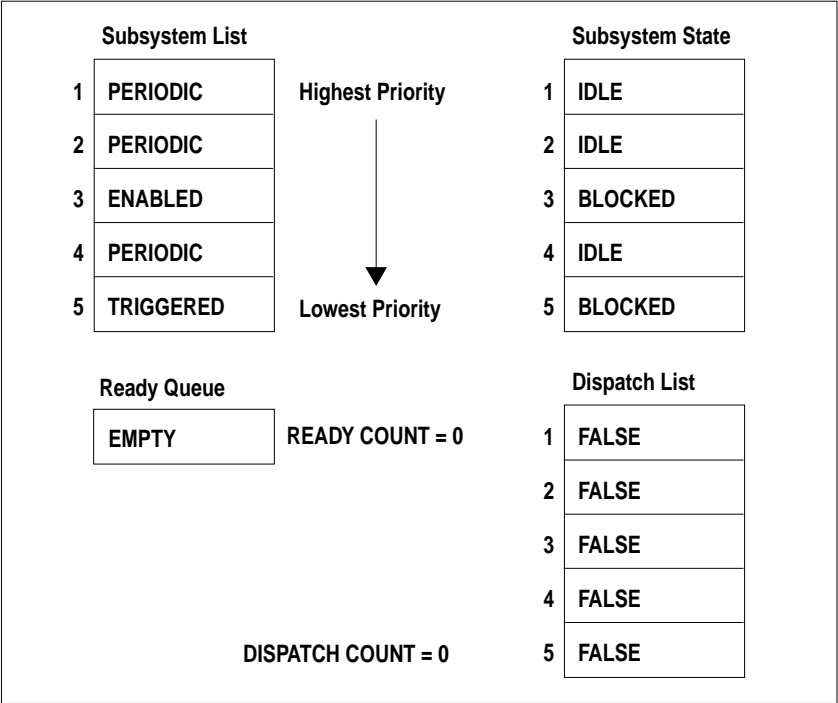 Subsystem List
1 PERIODIC
2 PERIODIC
3 ENABLED
4 PERIODIC
5 TRIGGERED
Highest Priority
Lowest Priority
Subsystem State
1 IDLE
2 IDLE
3 BLOCKED
4 IDLE
5 BLOCKED
Ready Queue
EMPTY
READY COUNT = 0
Dispatch List
1 FALSE
2 FALSE
3 FALSE
4 FALSE
5 FALSE
DISPATCH COUNT = 0